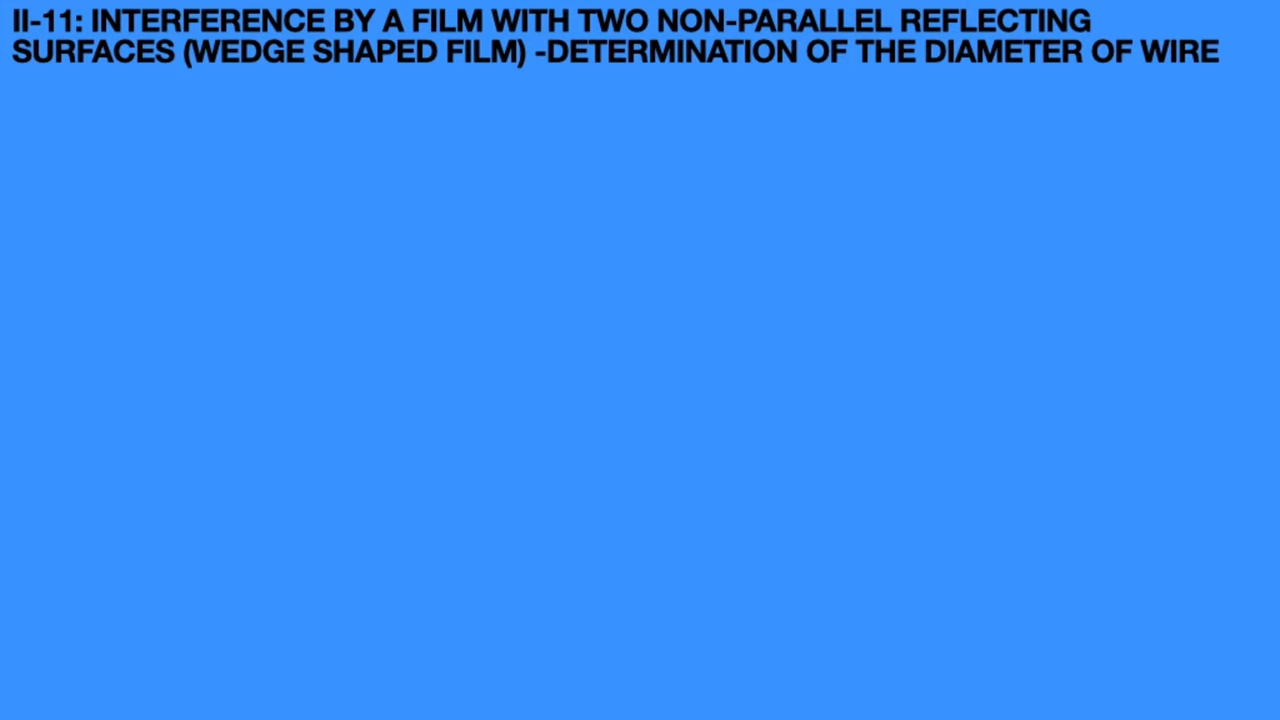 II-11: INTERFERENCE BY A FILM WITH TWO NON-PARALLEL REFLECTING
SURFACES (WEDGE SHAPED FILM) -DETERMINATION OF THE DIAMETER OF WIRE